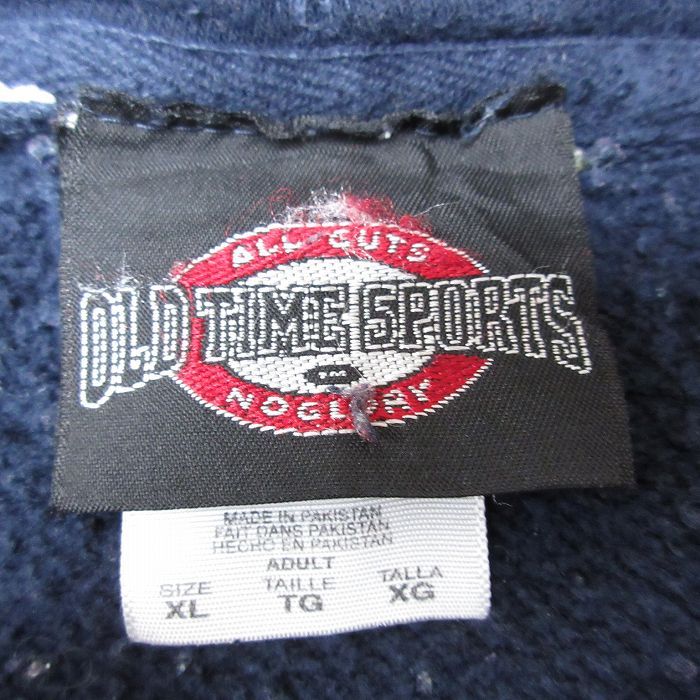 ALL GUTS
OLD TIME SPORTS
NO GLORY
MADE IN PAKISTAN
FAIT DANS PAKISTAN
HECHO EN PAKISTAN
ADULT
SIZE TAILLE TALLA
XL TG XG